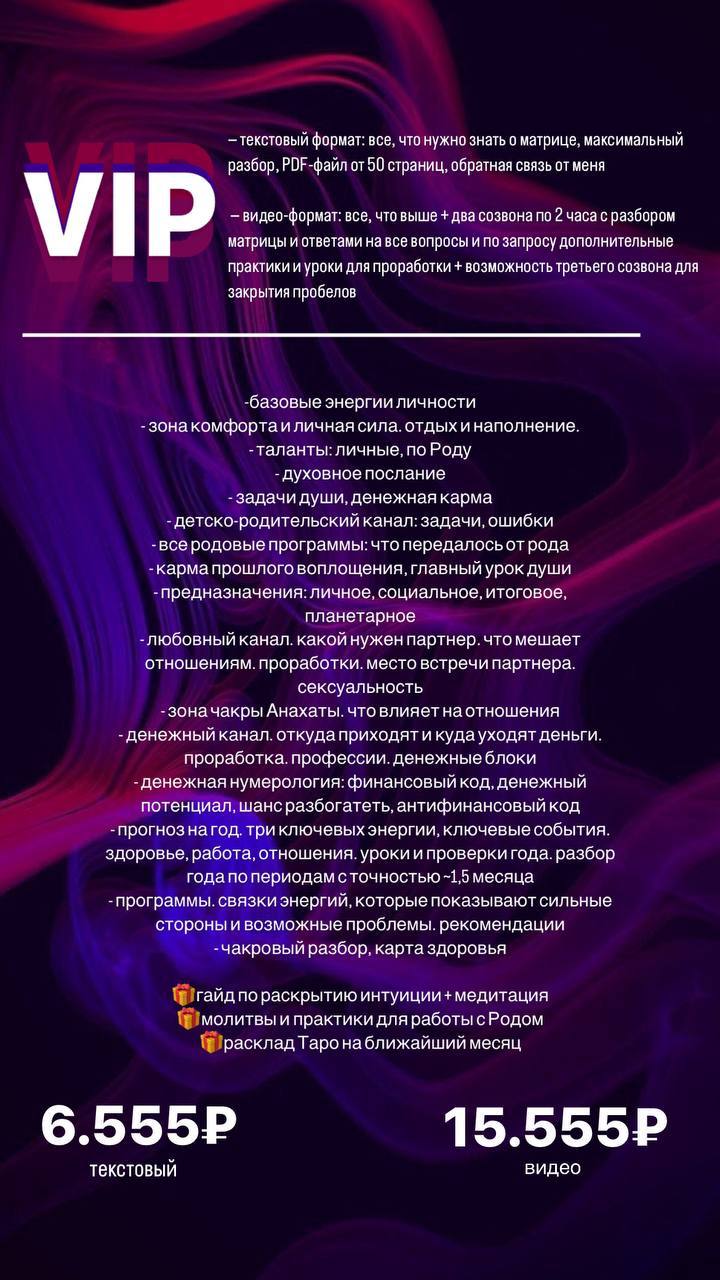 VIP
– текстовый формат: все, что нужно знать о матрице, максимальный
разбор, PDF-файл от 50 страниц, обратная связь от меня
– видео-формат: все, что выше + два созвона по 2 часа с разбором
матрицы и ответами на все вопросы и по запросу дополнительные
практики и уроки для проработки + возможность третьего созвона для
закрытия пробелов
-базовые энергии личности
- зона комфорта и личная сила. отдых и наполнение.
- таланты: личные, по Роду
- духовное послание
- задачи души, денежная карма
- детско-родительский канал: задачи, ошибки
- все родовые программы: что передалось от рода
- карма прошлого воплощения, главный урок души
- предназначения: личное, социальное, итоговое,
планетарное
- любовный канал. какой нужен партнер. что мешает
отношениям. проработки. место встречи партнера.
сексуальность
- зона чакры Анахаты. что влияет на отношения
- денежный канал. откуда приходят и куда уходят деньги.
проработка. профессии. денежные блоки
- денежная нумерология: финансовый код, денежный
потенциал, шанс разбогатеть, антифинансовый код
- прогноз на год. три ключевых энергии, ключевые события.
здоровье, работа, отношения. уроки и проверки года. разбор
года по периодам с точностью ~1,5 месяца
- программы. связки энергий, которые показывают сильные
стороны и возможные проблемы. рекомендации
- чакровый разбор, карта здоровья
🎁гайд по раскрытию интуиции + медитация
🎁молитвы и практики для работы с Родом
🎁расклад Таро на ближайший месяц
6.555₽ 15.555₽
текстовый видео